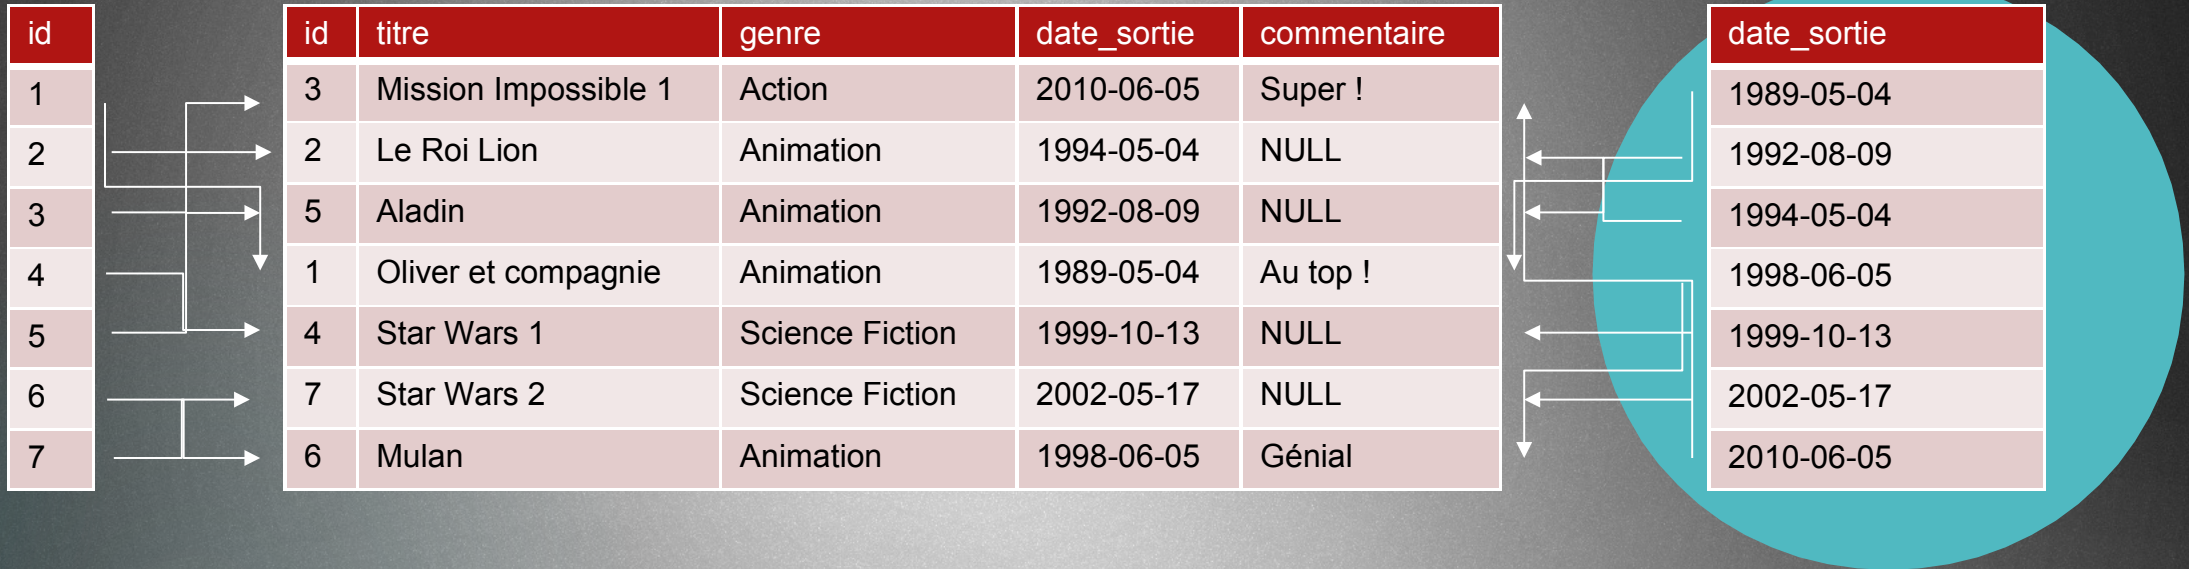 id
1
2
3
4
5
6
7
id titre genre date_sortie commentaire
3 Mission Impossible 1 Action 2010-06-05 Super !
2 Le Roi Lion Animation 1994-05-04 NULL
5 Aladin Animation 1992-08-09 NULL
1 Oliver et compagnie Animation 1989-05-04 Au top !
4 Star Wars 1 Science Fiction 1999-10-13 NULL
7 Star Wars 2 Science Fiction 2002-05-17 NULL
6 Mulan Animation 1998-06-05 Génial
date_sortie
1989-05-04
1992-08-09
1994-05-04
1998-06-05
1999-10-13
2002-05-17
2010-06-05